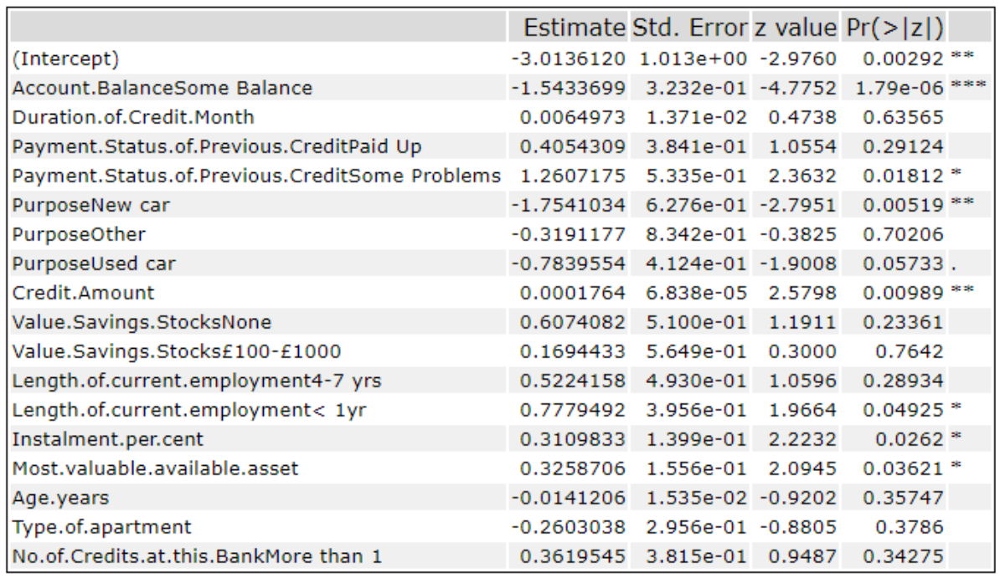 Estimate Std. Error z value Pr(>|z|)
(Intercept) -3.0136120 1.013e+00 -2.9760 0.00292 **
Account.BalanceSome Balance -1.5433699 3.232e-01 -4.7752 1.79e-06 ***
Duration.of.Credit.Month 0.0064973 1.371e-02 0.4738 0.63565
Payment.Status.of.Previous.CreditPaid Up 0.4054309 3.841e-01 1.0554 0.29124
Payment.Status.of.Previous.CreditSome Problems 1.2607175 5.335e-01 2.3632 0.01812 *
PurposeNew car -1.7541034 6.276e-01 -2.7951 0.00519 **
PurposeOther -0.3191177 8.342e-01 -0.3825 0.70206
PurposeUsed car -0.7839554 4.124e-01 -1.9008 0.05733 .
Credit.Amount 0.0001764 6.838e-05 2.5798 0.00989 **
Value.Savings.StocksNone 0.6074082 5.100e-01 1.1911 0.23361
Value.Savings.Stocks£100-£1000 0.1694433 5.649e-01 0.3000 0.7642
Length.of.current.employment4-7 yrs 0.5224158 4.930e-01 1.0596 0.28934
Length.of.current.employment< 1yr 0.7779492 3.956e-01 1.9664 0.04925 *
Instalment.per.cent 0.3109833 1.399e-01 2.2232 0.0262 *
Most.valuable.available.asset 0.3258706 1.556e-01 2.0945 0.03621 *
Age.years -0.0141206 1.535e-02 -0.9202 0.35747
Type.of.apartment -0.2603038 2.956e-01 -0.8805 0.3786
No.of.Credits.at.this.BankMore than 1 0.3619545 3.815e-01 0.9487 0.34275